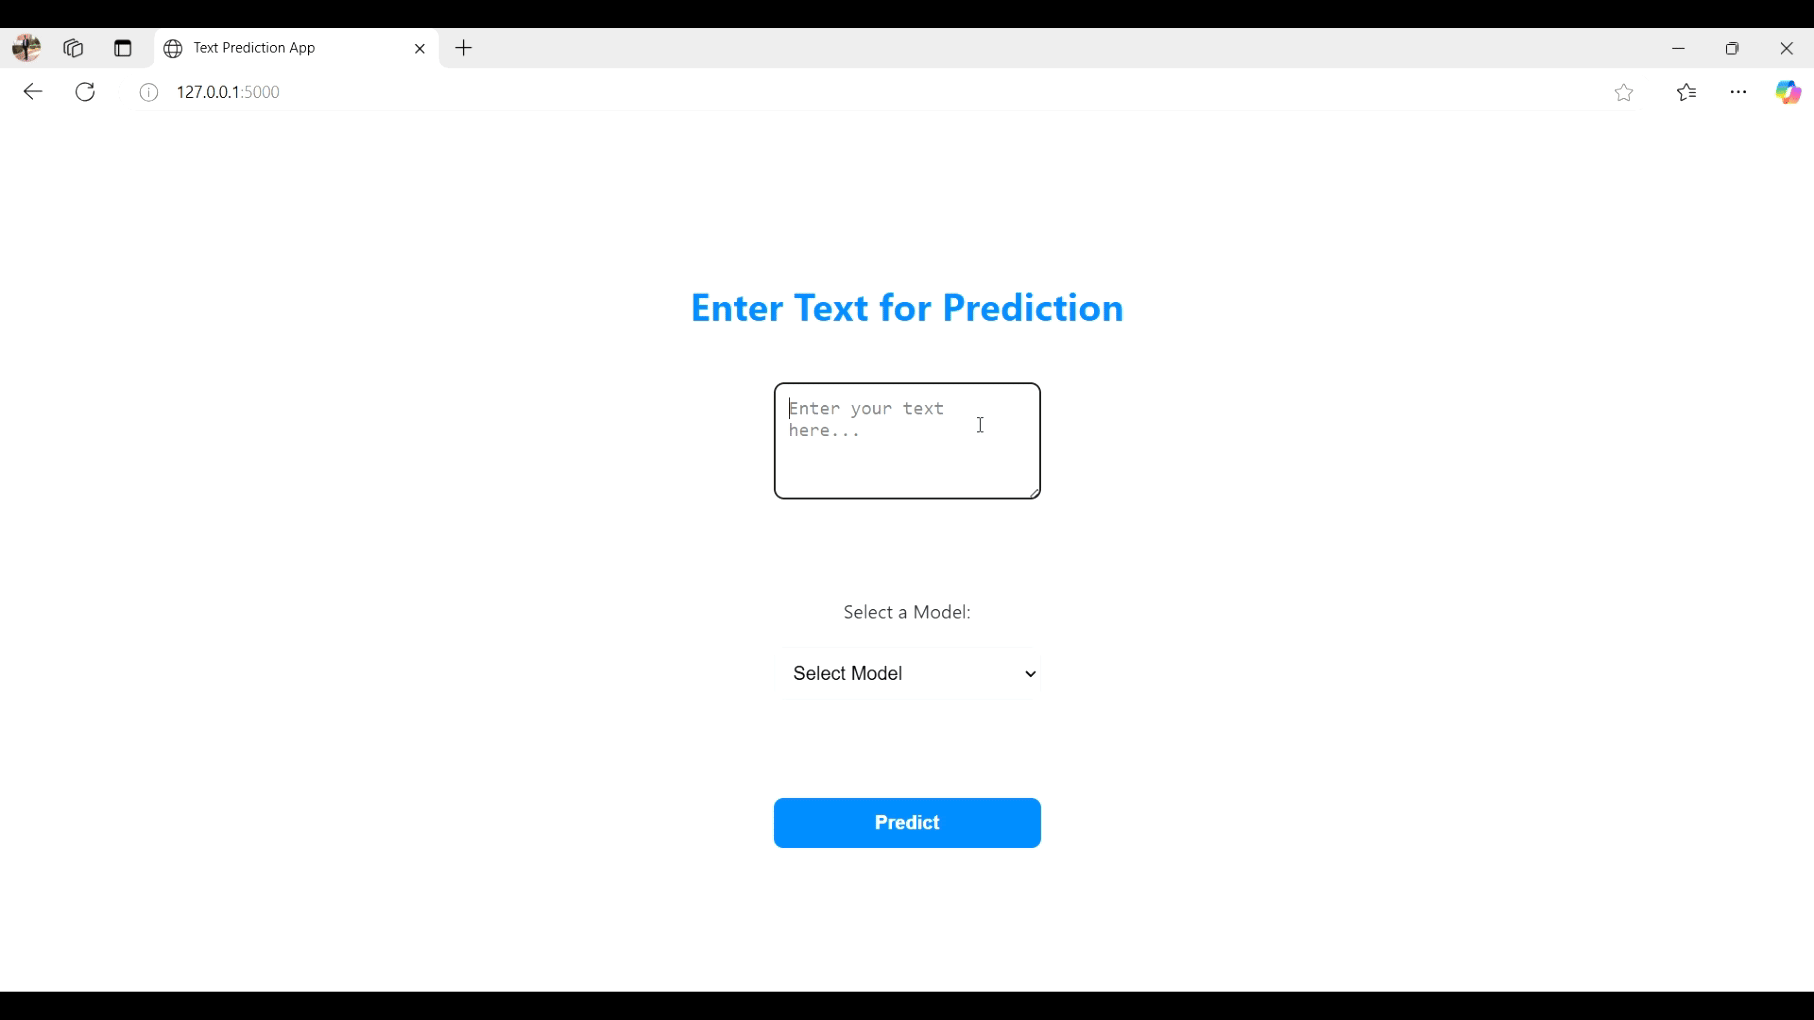 Text Prediction App
127.0.0.1:5000
Enter Text for Prediction
Enter your text
here...
Select a Model:
Select Model
Predict